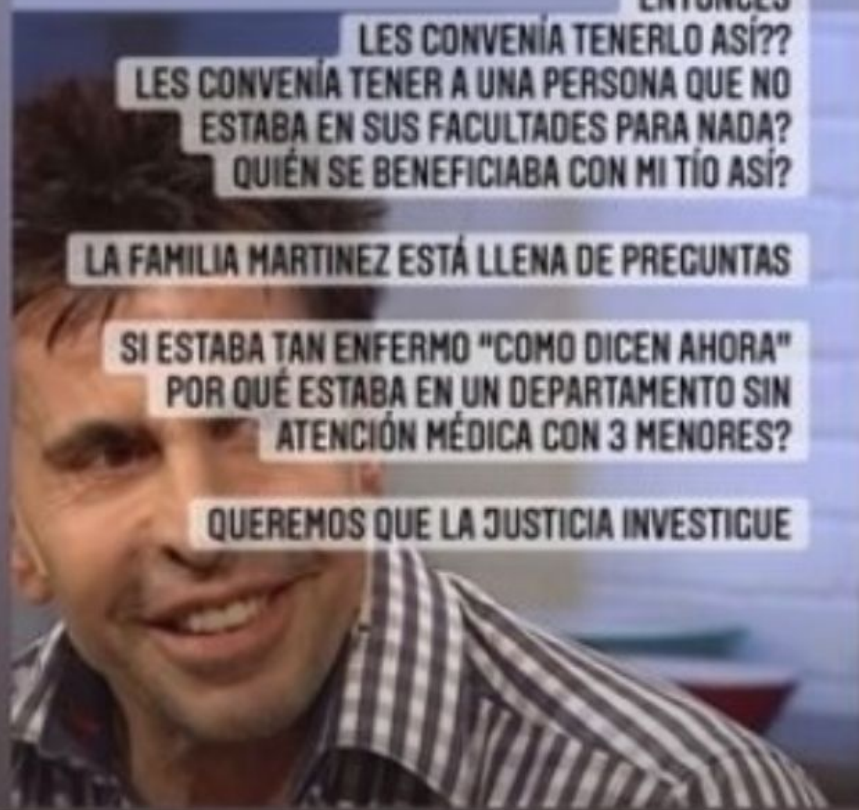 ENTONCES
LES CONVENÍA TENERLO ASÍ??
LES CONVENÍA TENER A UNA PERSONA QUE NO
ESTABA EN SUS FACULTADES PARA NADA?
QUIÉN SE BENEFICIABA CON MI TÍO ASÍ?
LA FAMILIA MARTINEZ ESTÁ LLENA DE PREGUNTAS
SI ESTABA TAN ENFERMO "COMO DICEN AHORA"
POR QUÉ ESTABA EN UN DEPARTAMENTO SIN
ATENCIÓN MÉDICA CON 3 MENORES?
QUEREMOS QUE LA JUSTICIA INVESTIGUE